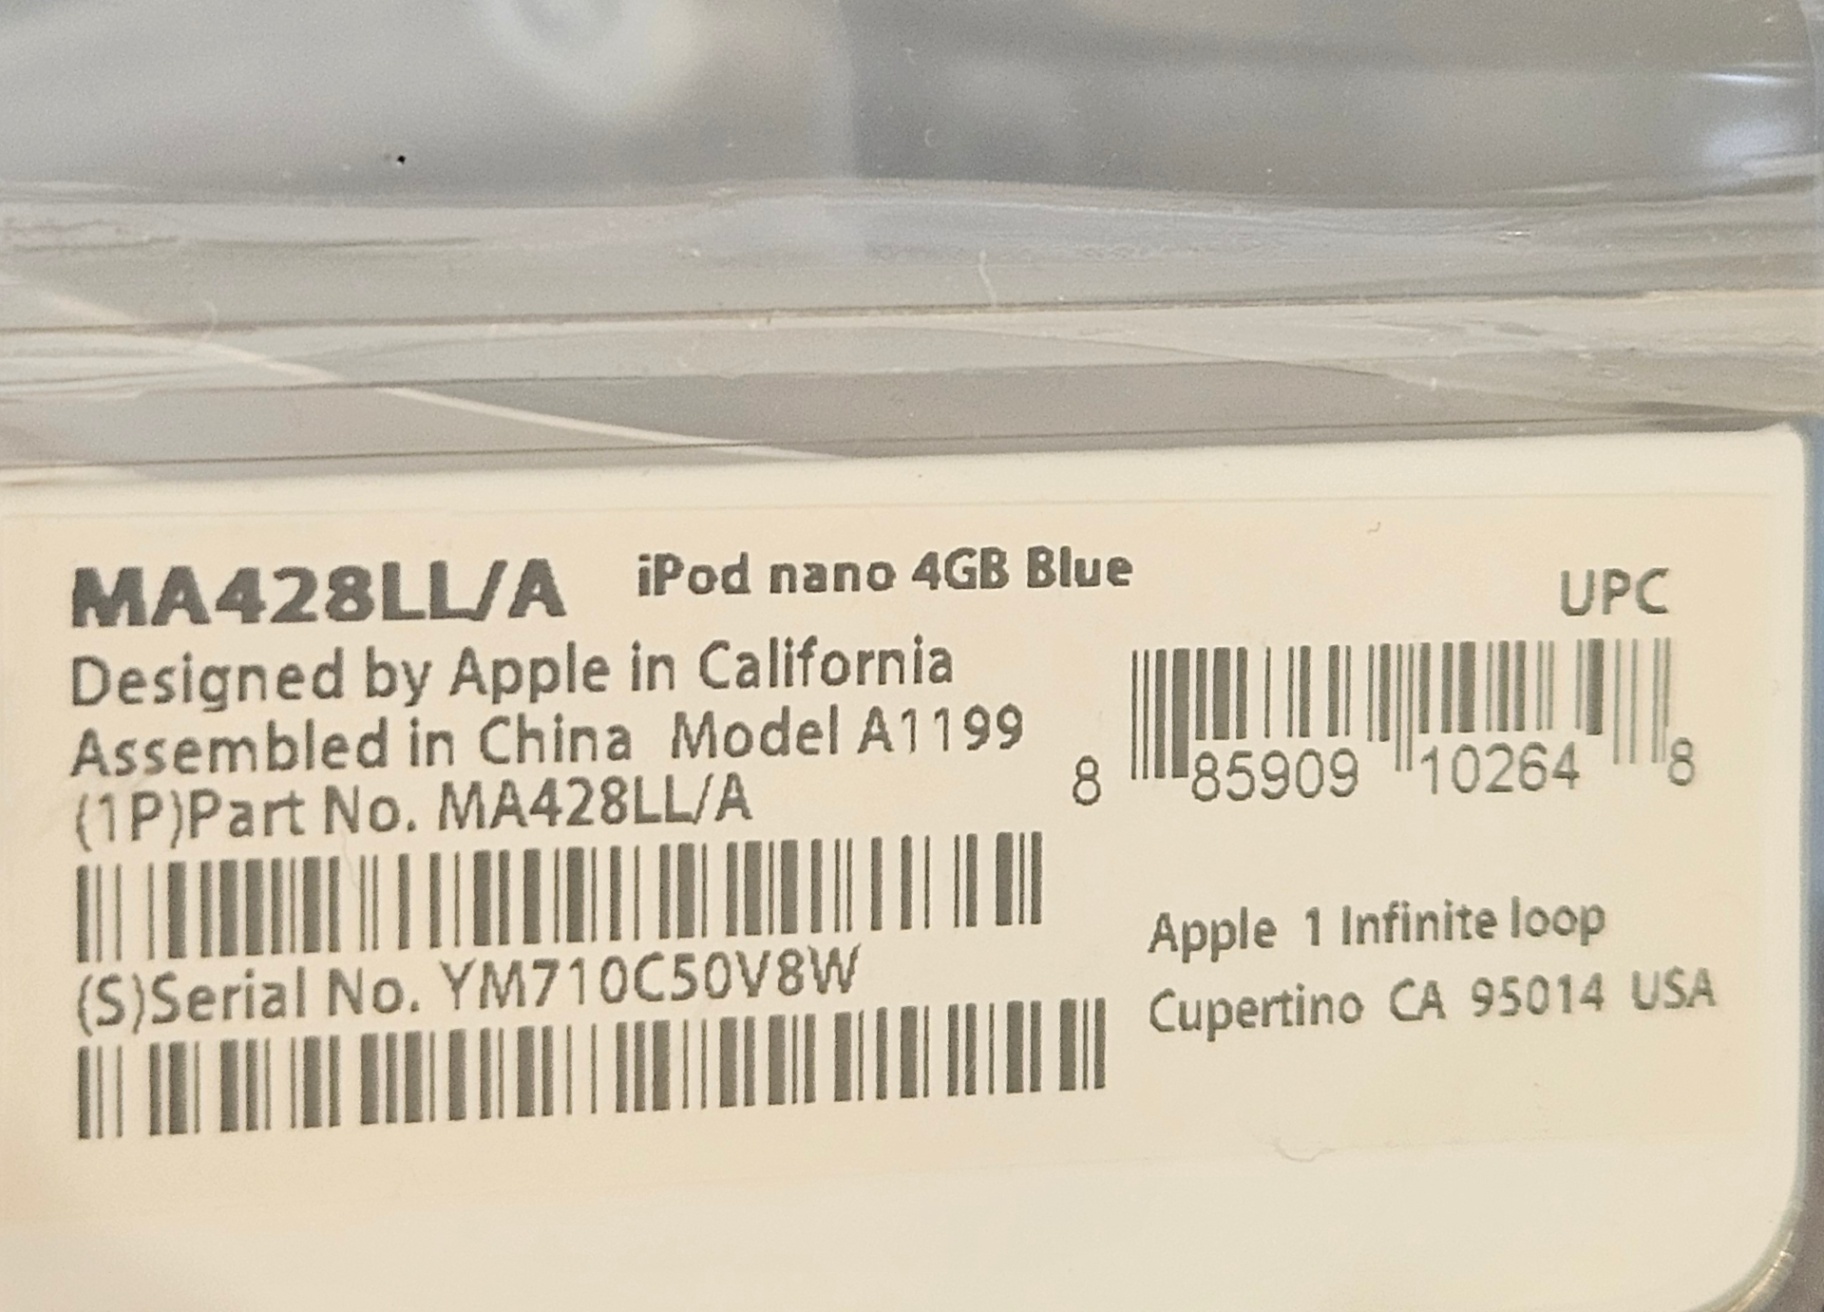 MA428LL/A iPod nano 4GB Blue
Designed by Apple in California
Assembled in China Model A1199
(1P)Part No. MA428LL/A
(S)Serial No. YM710C50V8W
UPC
8 85909 10264 8
Apple 1 Infinite loop
Cupertino CA 95014 USA